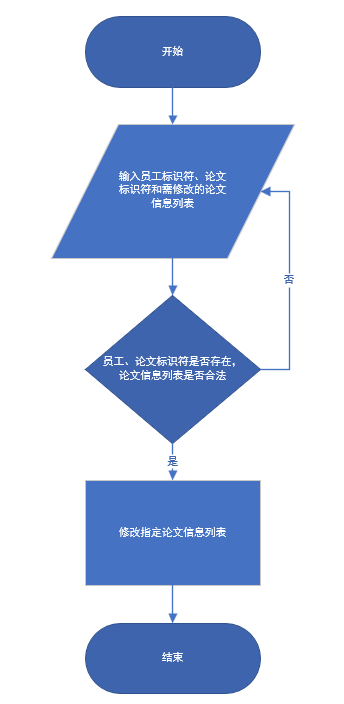 开始
输入员工标识符、论文
标识符和需修改的论文
信息列表
否
员工、论文标识符是否存在，
论文信息列表是否合法
是
修改指定论文信息列表
结束